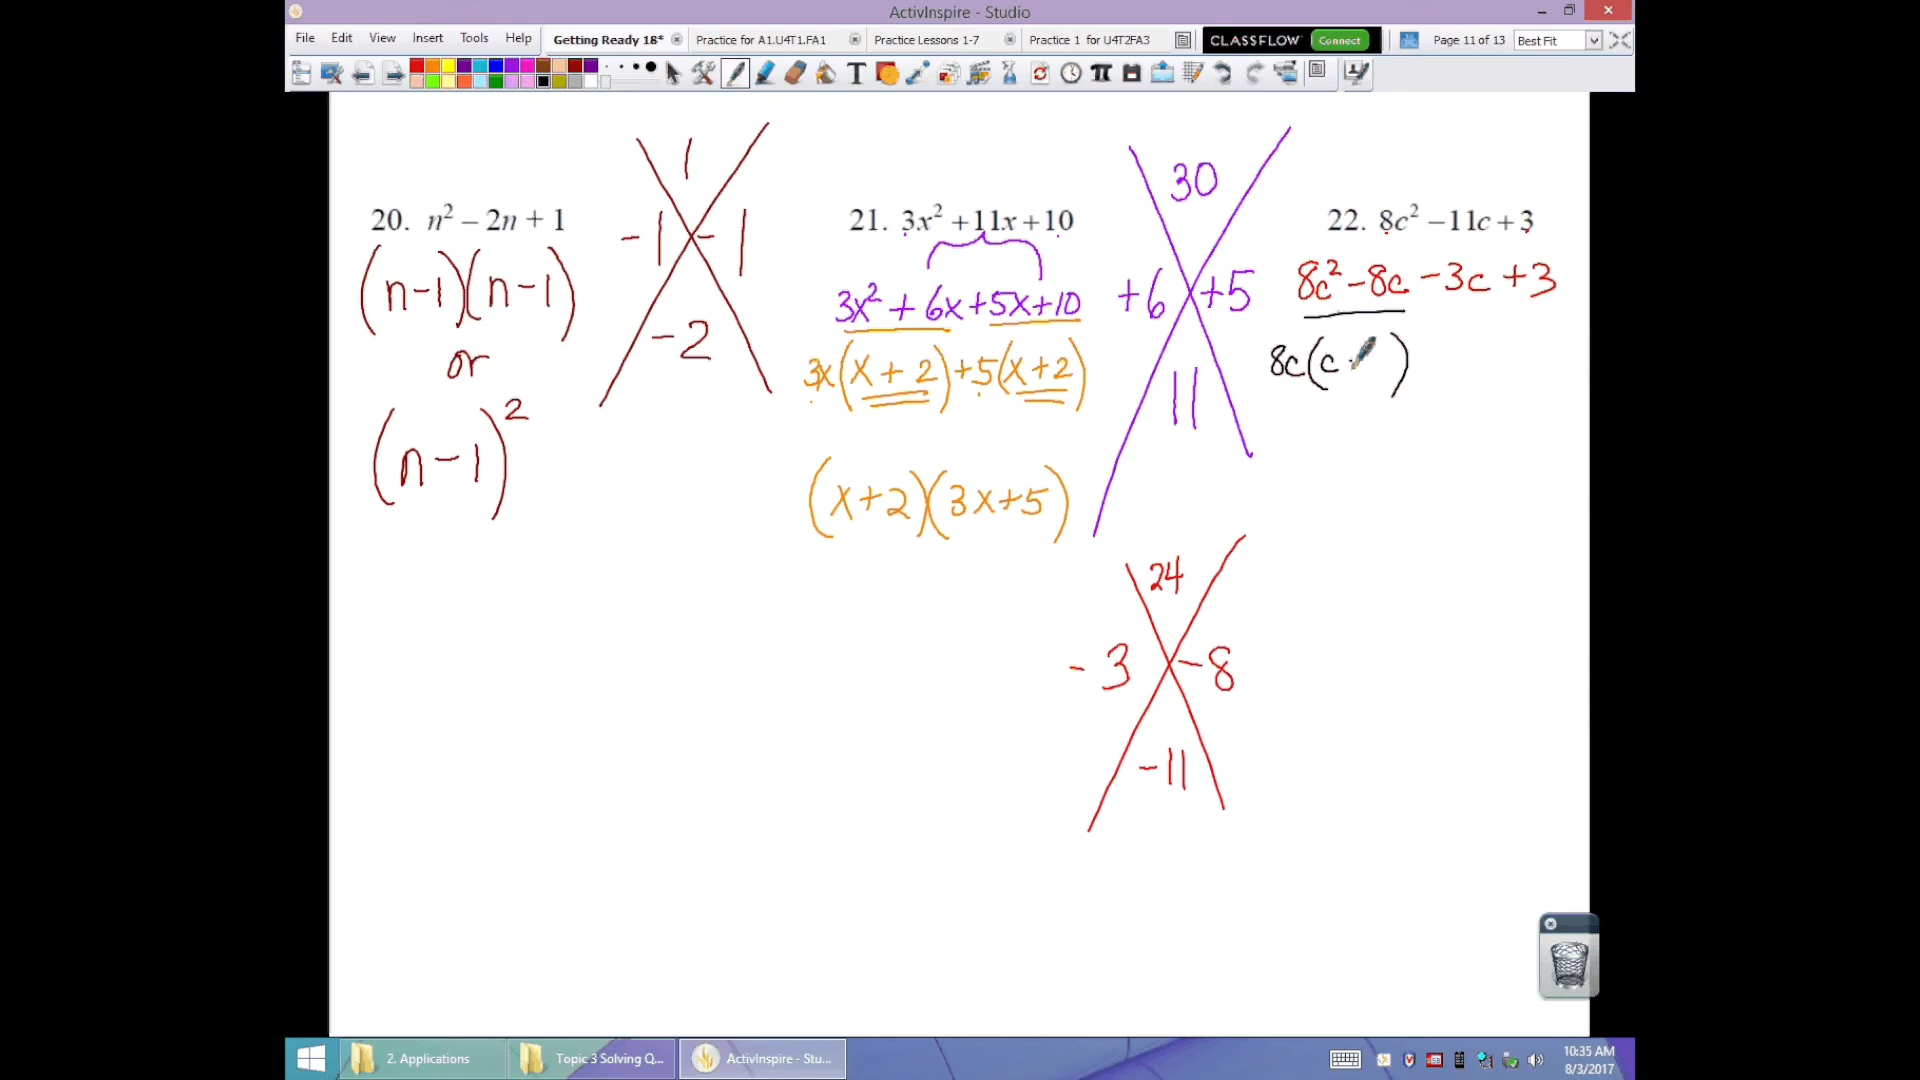 ActivInspire - Studio
File Edit View Insert Tools Help
Getting Ready 18* Practice for A1.U4T1.FA1 Practice Lessons 1-7 Practice 1 for U4T2FA3
CLASSFLOW Connect
Page 11 of 13 Best Fit
20. n² – 2n + 1
(n-1)(n-1)
or
(n-1)²
1
-1 -1
-2
21. 3x² +11x+10
3x² + 6x+5x+10
3x(x+2)+5(x+2)
(x+2)(3x+5)
30
+6 +5
11
22. 8c² –11c+3
8c²-8c-3c+3
8c(c- )
24
-3 -8
-11
2. Applications Topic 3 Solving Q... ActivInspire - Stu...
10:35 AM
8/3/2017